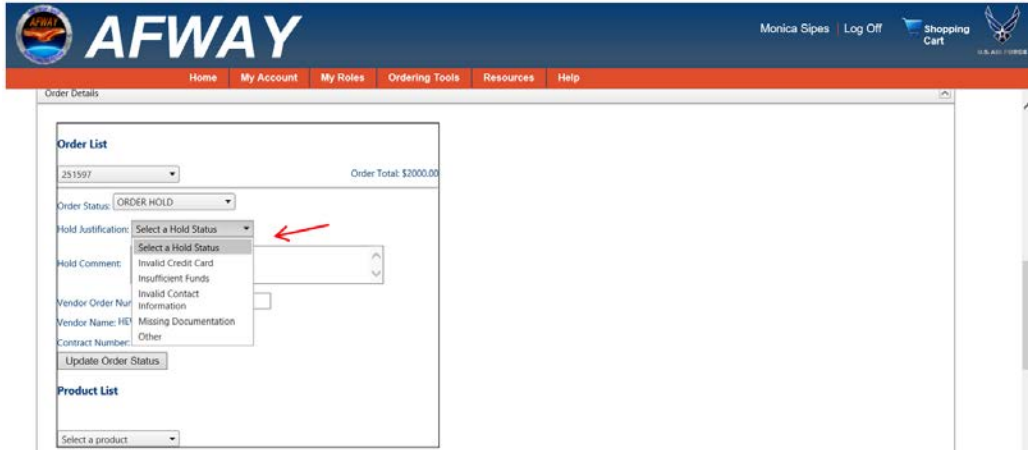 AFWAY
AFWAY
Monica Sipes | Log Off
Shopping
Cart
U.S. AIR FORCE
Home My Account My Roles Ordering Tools Resources Help
Order Details
Order List
251597
Order Total: $2000.00
Order Status: ORDER HOLD
Hold Justification: Select a Hold Status
Select a Hold Status
Hold Comment:
Invalid Credit Card
Insufficient Funds
Invalid Contact
Information
Vendor Order Nu
Vendor Name: HE
Missing Documentation
Contract Number:
Other
Update Order Status
Product List
Select a product